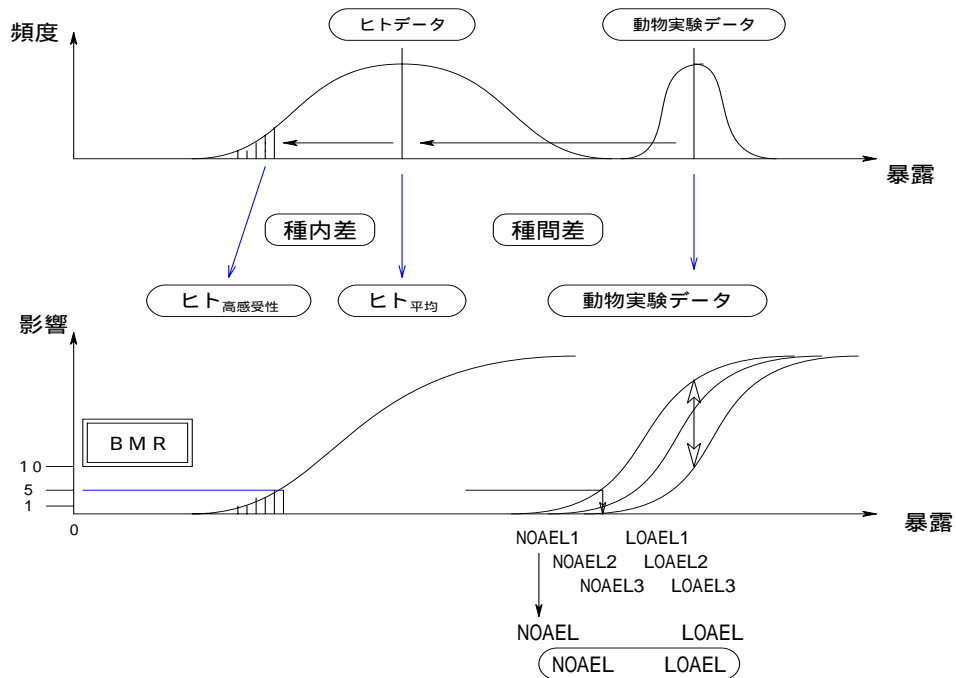 ヒトデータ 動物実験データ
頻度
暴露
種内差 種間差
ヒト高感受性 ヒト平均 動物実験データ
影響
BMR
10
5
1
0
暴露
NOAEL1 LOAEL1
NOAEL2 LOAEL2
NOAEL3 LOAEL3
NOAEL LOAEL
NOAEL LOAEL